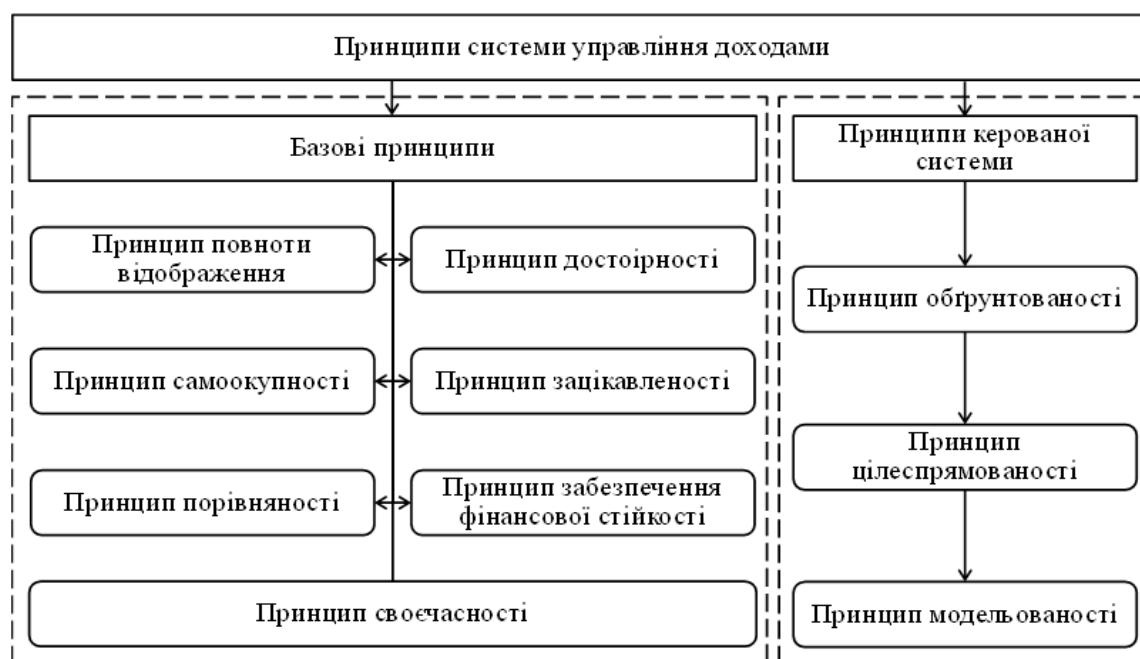 Принципи системи управління доходами
Базові принципи
Принципи керованої
системи
Принцип повноти
відображення
Принцип достоірності
Принцип обґрунтованості
Принцип самоокупності
Принцип зацікавленості
Принцип
цілеспрямованості
Принцип порівняності
Принцип забезпечення
фінансової стійкості
Принцип своєчасності
Принцип модельованості